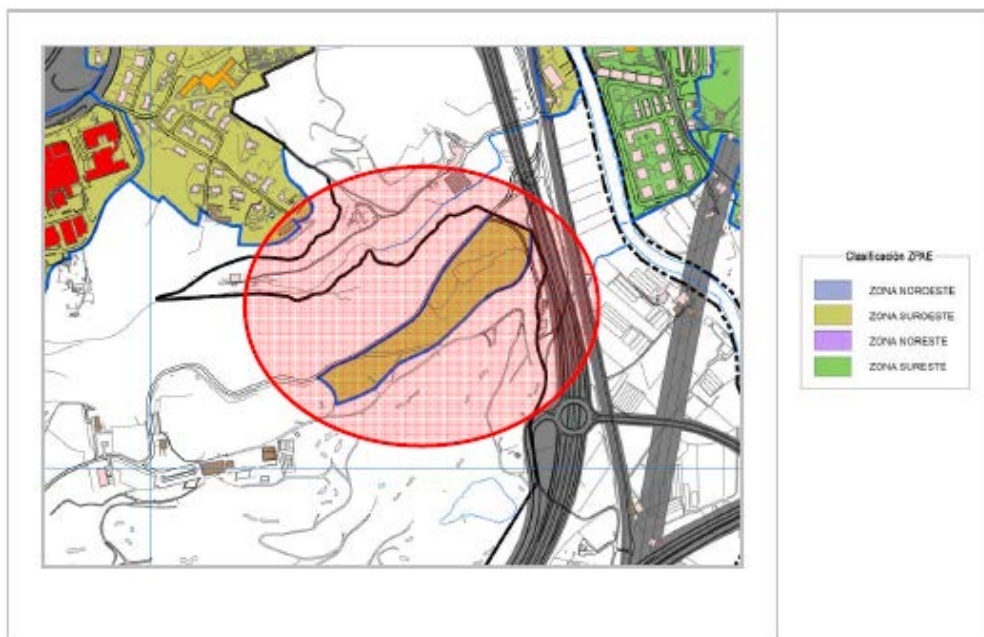 Clasificación ZPAE
ZONA NOROESTE
ZONA SUROESTE
ZONA NORESTE
ZONA SURESTE